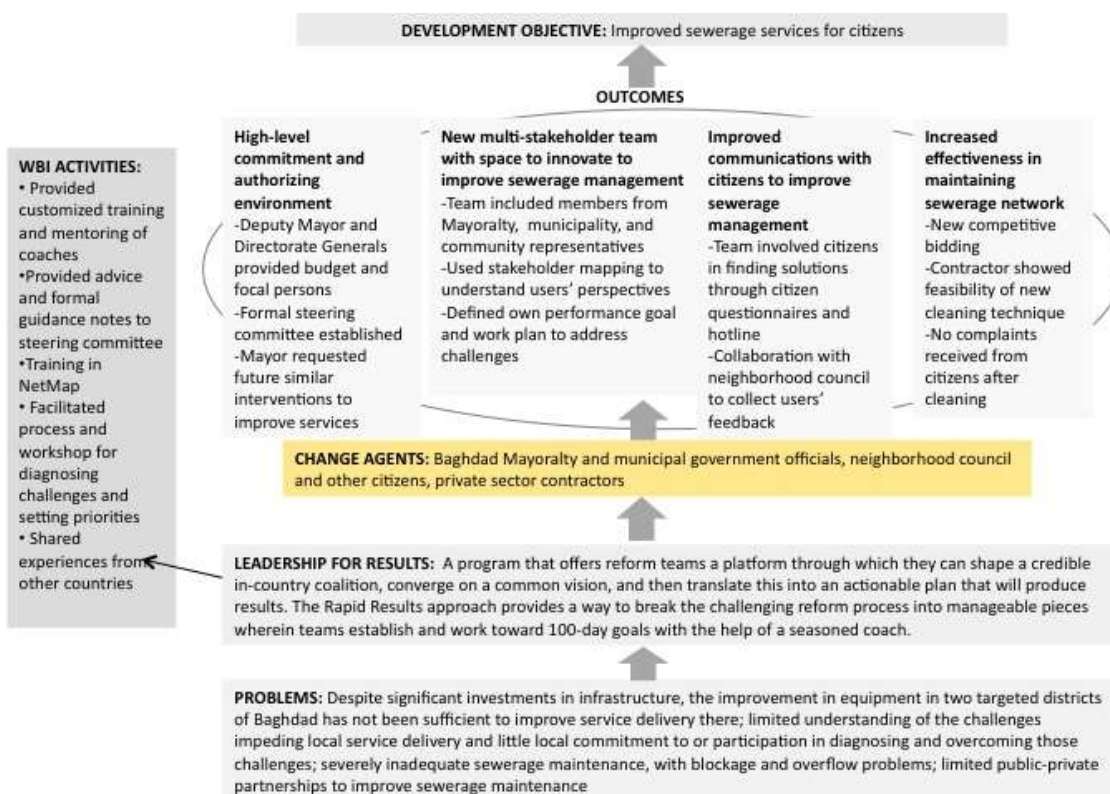 DEVELOPMENT OBJECTIVE: Improved sewerage services for citizens
OUTCOMES
High-level
commitment and
authorizing
environment
-Deputy Mayor and
Directorate Generals
provided budget and
focal persons
-Formal steering
committee established
-Mayor requested
future similar
interventions to
improve services
New multi-stakeholder team
with space to innovate to
improve sewerage management
-Team included members from
Mayoralty, municipality, and
community representatives
-Used stakeholder mapping to
understand users' perspectives
-Defined own performance goal
and work plan to address
challenges
Improved
communications with
citizens to improve
sewerage
management
-Team involved citizens
in finding solutions
through citizen
questionnaires and
hotline
-Collaboration with
neighborhood council
to collect users'
feedback
Increased
effectiveness in
maintaining
sewerage network
-New competitive
bidding
-Contractor showed
feasibility of new
cleaning technique
-No complaints
received from
citizens after
cleaning
WBI ACTIVITIES:
• Provided
customized training
and mentoring of
coaches
•Provided advice
and formal
guidance notes to
steering committee
•Training in
NetMap
• Facilitated
process and
workshop for
diagnosing
challenges and
setting priorities
• Shared
experiences from
other countries
CHANGE AGENTS: Baghdad Mayoralty and municipal government officials, neighborhood council
and other citizens, private sector contractors
LEADERSHIP FOR RESULTS: A program that offers reform teams a platform through which they can shape a credible
in-country coalition, converge on a common vision, and then translate this into an actionable plan that will produce
results. The Rapid Results approach provides a way to break the challenging reform process into manageable pieces
wherein teams establish and work toward 100-day goals with the help of a seasoned coach.
PROBLEMS: Despite significant investments in infrastructure, the improvement in equipment in two targeted districts
of Baghdad has not been sufficient to improve service delivery there; limited understanding of the challenges
impeding local service delivery and little local commitment to or participation in diagnosing and overcoming those
challenges; severely inadequate sewerage maintenance, with blockage and overflow problems; limited public-private
partnerships to improve sewerage maintenance